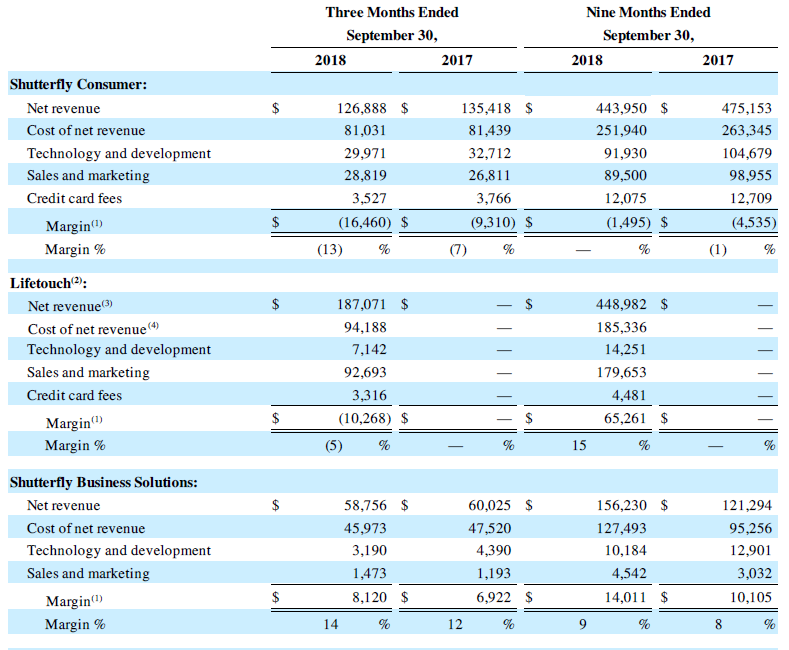 Three Months Ended Nine Months Ended
September 30, September 30,
2018 2017 2018 2017
Shutterfly Consumer:
Net revenue $ 126,888 $ 135,418 $ 443,950 $ 475,153
Cost of net revenue 81,031 81,439 251,940 263,345
Technology and development 29,971 32,712 91,930 104,679
Sales and marketing 28,819 26,811 89,500 98,955
Credit card fees 3,527 3,766 12,075 12,709
Margin(1) $ (16,460) $ (9,310) $ (1,495) $ (4,535)
Margin % (13) % (7) % — % (1) %
Lifetouch(2):
Net revenue(3) $ 187,071 $ — $ 448,982 $ —
Cost of net revenue(4) 94,188 — 185,336 —
Technology and development 7,142 — 14,251 —
Sales and marketing 92,693 — 179,653 —
Credit card fees 3,316 — 4,481 —
Margin(1) $ (10,268) $ — $ 65,261 $ —
Margin % (5) % — % 15 % — %
Shutterfly Business Solutions:
Net revenue $ 58,756 $ 60,025 $ 156,230 $ 121,294
Cost of net revenue 45,973 47,520 127,493 95,256
Technology and development 3,190 4,390 10,184 12,901
Sales and marketing 1,473 1,193 4,542 3,032
Margin(1) $ 8,120 $ 6,922 $ 14,011 $ 10,105
Margin % 14 % 12 % 9 % 8 %